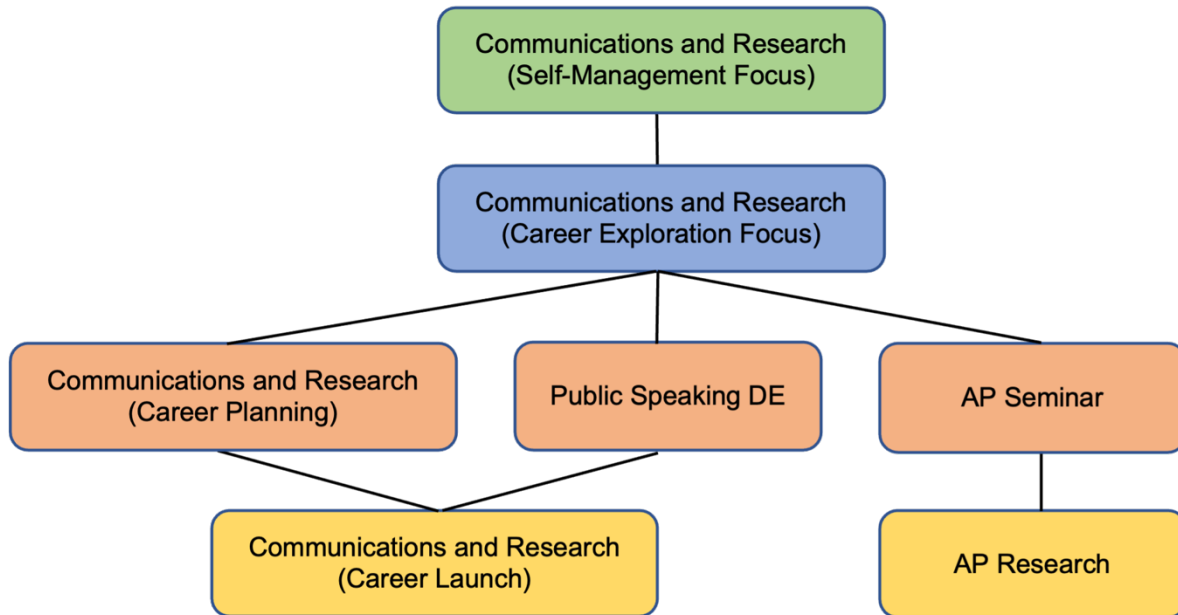 Communications and Research
(Self-Management Focus)
Communications and Research
(Career Exploration Focus)
Communications and Research
(Career Planning)
Public Speaking DE
AP Seminar
Communications and Research
(Career Launch)
AP Research